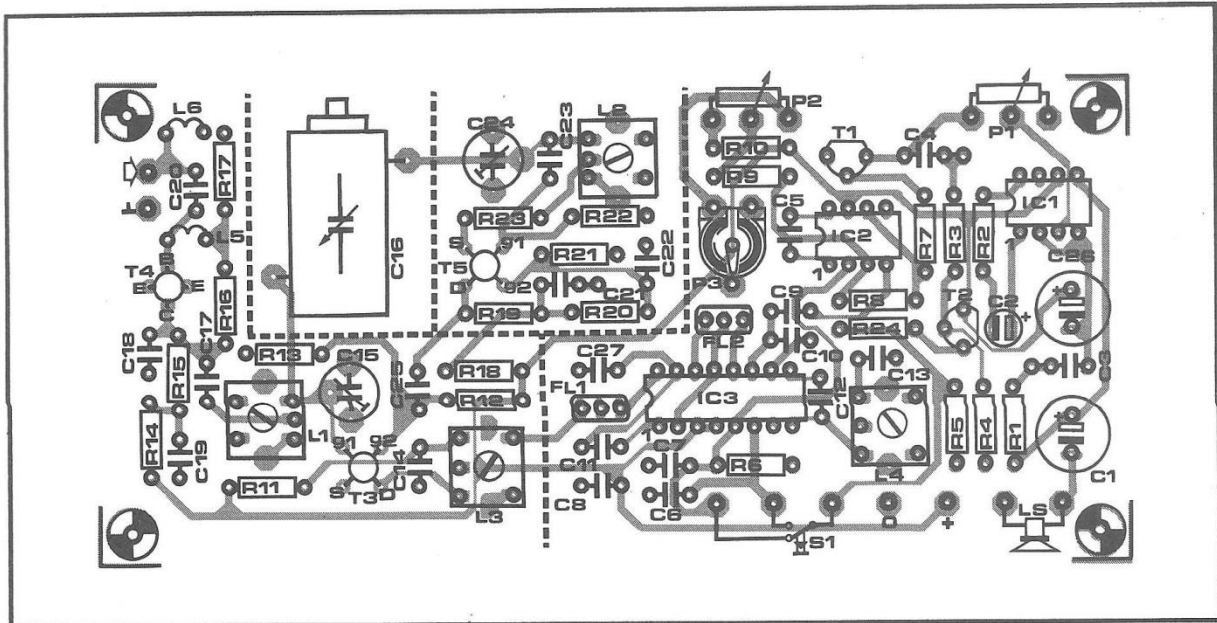 L6
C24
C23
L2
P2
P1
T1
C4
R17
C20
R10
R9
IC1
R23
R22
C5
IC2
R7
R3
R2
1
L5
C16
S
g1
T5
D
g2
R21
C22
P3
1
C26
T4
B
E
E
C
R16
R19
C21
R20
C9
R8
T2
C2
+
+
FL2
R24
C18
R15
C17
R13
C15
C25
R18
C27
C10
C13
C3
R12
FL1
IC3
C12
+
R14
L1
g1
g2
1
R5
R4
R1
C19
C14
C11
C7
R6
L4
C1
R11
S
T3
D
L3
C8
C6
S1
0
+
LS